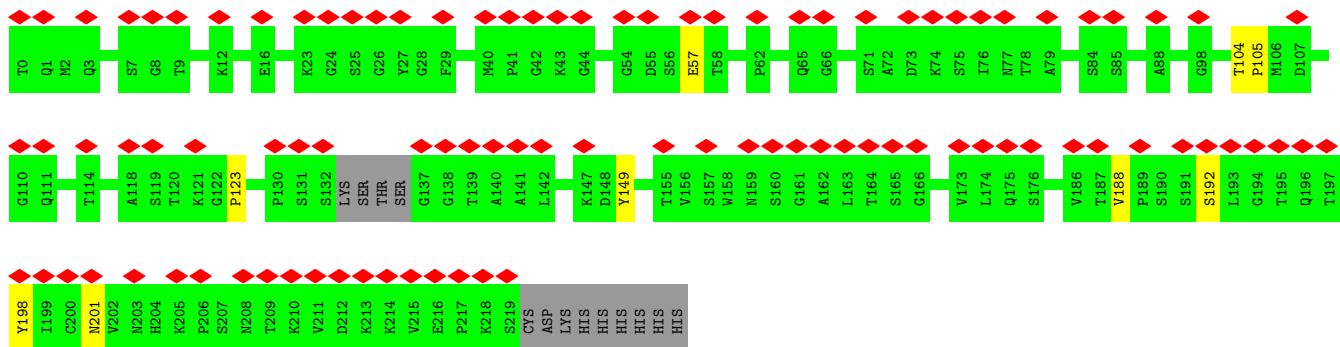 T0 Q1 M2 Q3 S7 G8 T9 K12 E16 K23 G24 S25 G26 Y27 G28 F29 M40 P41 G42 K43 G44 G54 D55 S56 E57 T58 P62 Q65 G66 S71 A72 D73 K74 S75 I76 N77 T78 A79 S84 S85 A88 G98 T104 P105 M106 D107
G110 Q111 T114 A118 S119 T120 K121 G122 P123 P130 S131 S132 LYS SER THR SER G137 G138 T139 A140 A141 L142 K147 D148 Y149 T155 V156 S157 W158 N159 S160 G161 A162 L163 T164 S165 G166 V173 L174 Q175 S176 V186 T187 V188 P189 S190 S191 S192 L193 G194 T195 Q196 T197
Y198 I199 C200 N201 V202 N203 H204 K205 P206 S207 N208 T209 K210 V211 D212 K213 K214 V215 E216 P217 K218 S219 CYS ASP LYS HIS HIS HIS HIS HIS HIS